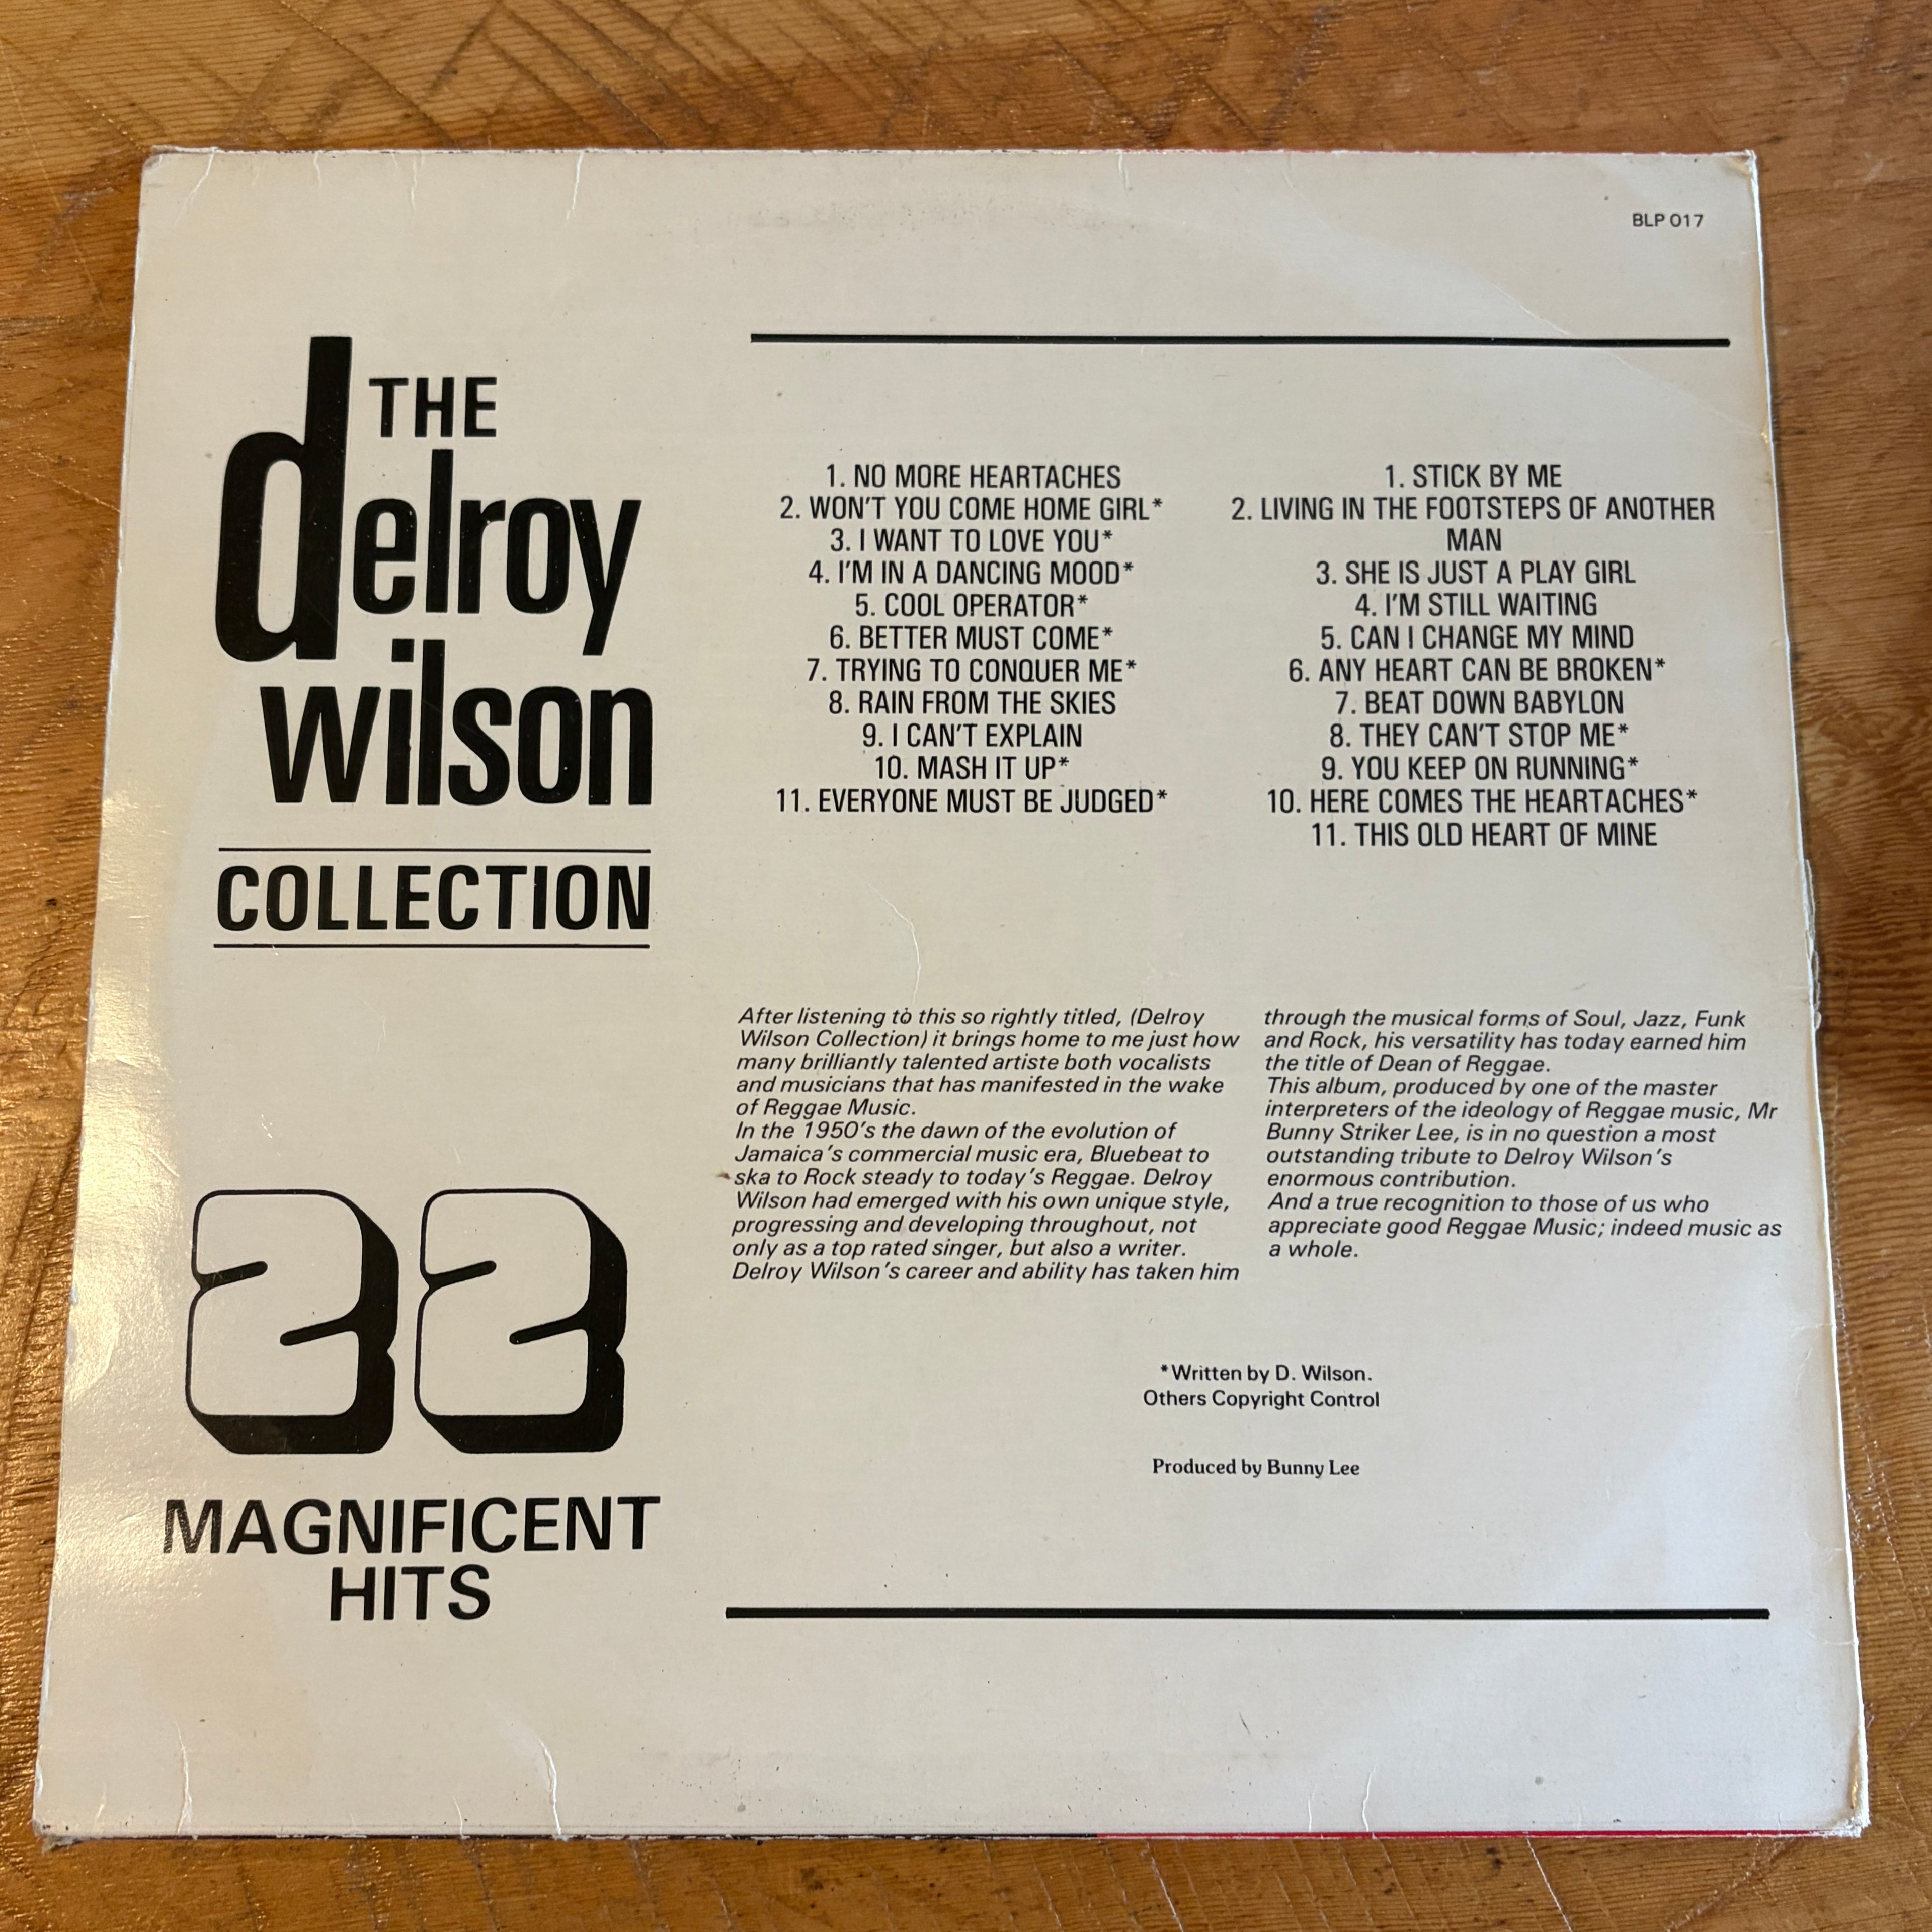 BLP 017
THE
delroy
wilson
COLLECTION
22
MAGNIFICENT
HITS
1. NO MORE HEARTACHES
2. WON'T YOU COME HOME GIRL*
3. I WANT TO LOVE YOU*
4. I'M IN A DANCING MOOD*
5. COOL OPERATOR*
6. BETTER MUST COME*
7. TRYING TO CONQUER ME*
8. RAIN FROM THE SKIES
9. I CAN'T EXPLAIN
10. MASH IT UP*
11. EVERYONE MUST BE JUDGED*
1. STICK BY ME
2. LIVING IN THE FOOTSTEPS OF ANOTHER
MAN
3. SHE IS JUST A PLAY GIRL
4. I'M STILL WAITING
5. CAN I CHANGE MY MIND
6. ANY HEART CAN BE BROKEN*
7. BEAT DOWN BABYLON
8. THEY CAN'T STOP ME*
9. YOU KEEP ON RUNNING*
10. HERE COMES THE HEARTACHES*
11. THIS OLD HEART OF MINE
After listening to this so rightly titled, (Delroy
Wilson Collection) it brings home to me just how
many brilliantly talented artiste both vocalists
and musicians that has manifested in the wake
of Reggae Music.
In the 1950's the dawn of the evolution of
Jamaica's commercial music era, Bluebeat to
ska to Rock steady to today's Reggae. Delroy
Wilson had emerged with his own unique style,
progressing and developing throughout, not
only as a top rated singer, but also a writer.
Delroy Wilson's career and ability has taken him
through the musical forms of Soul, Jazz, Funk
and Rock, his versatility has today earned him
the title of Dean of Reggae.
This album, produced by one of the master
interpreters of the ideology of Reggae music, Mr
Bunny Striker Lee, is in no question a most
outstanding tribute to Delroy Wilson's
enormous contribution.
And a true recognition to those of us who
appreciate good Reggae Music; indeed music as
a whole.
*Written by D. Wilson.
Others Copyright Control
Produced by Bunny Lee